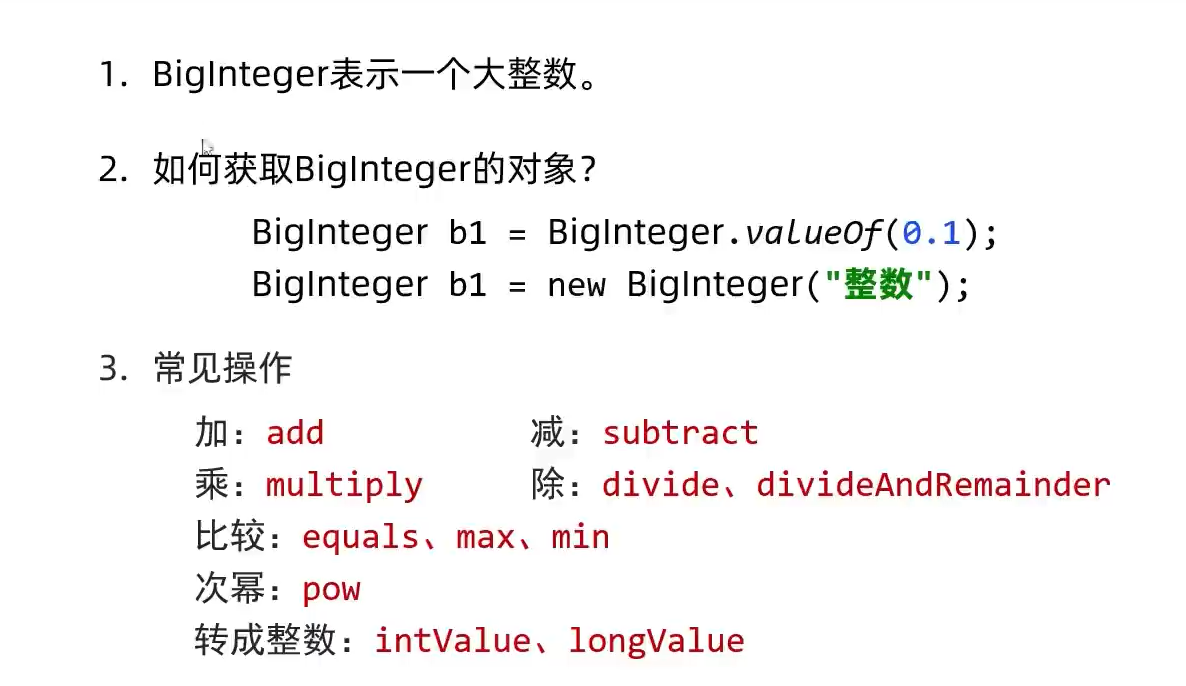 1. BigInteger表示一个大整数。
2. 如何获取BigInteger的对象?
BigInteger b1 = BigInteger.valueOf(0.1);
BigInteger b1 = new BigInteger("整数");
3. 常见操作
加：add 减：subtract
乘：multiply 除：divide、divideAndRemainder
比较：equals、max、min
次幂：pow
转成整数：intValue、longValue